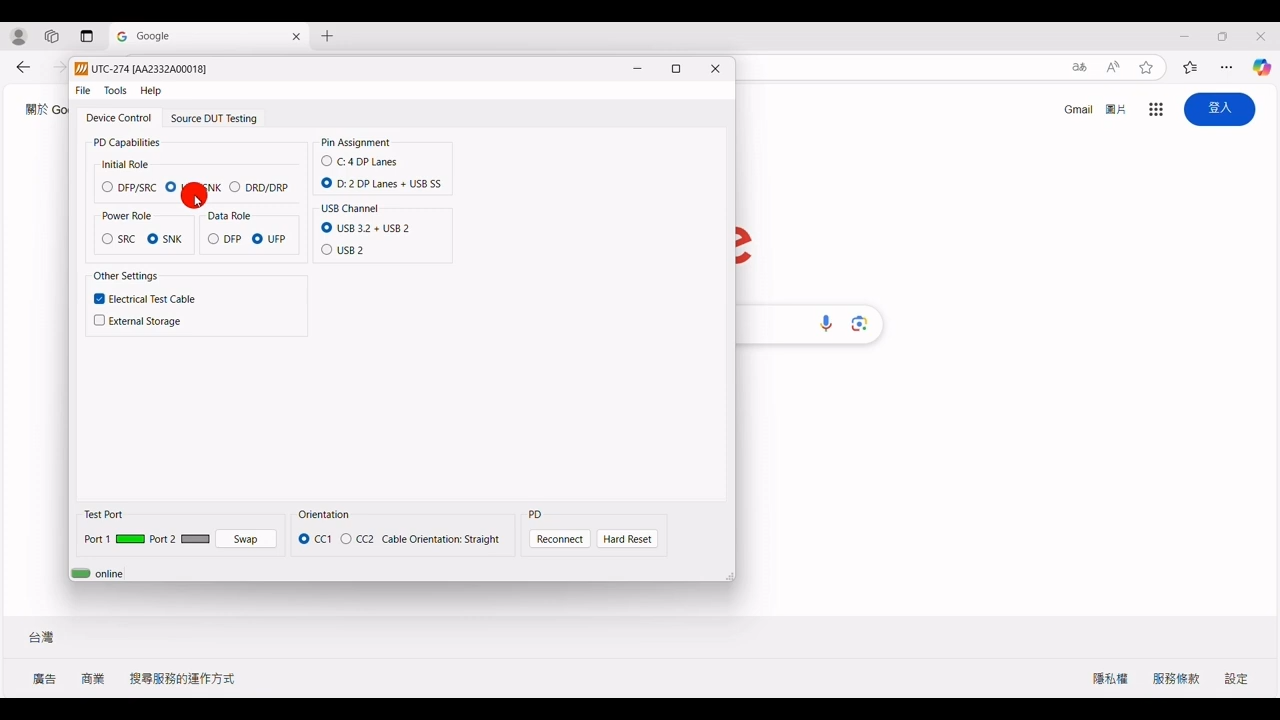 Google
UTC-274 [AA2332A00018]
File Tools Help
Device Control Source DUT Testing
PD Capabilities
Initial Role
DFP/SRC SNK DRD/DRP
Power Role
SRC SNK
Data Role
DFP UFP
Pin Assignment
C: 4 DP Lanes
D: 2 DP Lanes + USB SS
USB Channel
USB 3.2 + USB 2
USB 2
Other Settings
Electrical Test Cable
External Storage
Test Port
Port 1 Port 2 Swap
Orientation
CC1 CC2 Cable Orientation: Straight
PD
Reconnect Hard Reset
online
關於 Go
Gmail 圖片 登入
e
台灣
廣告 商業 搜尋服務的運作方式 隱私權 服務條款 設定